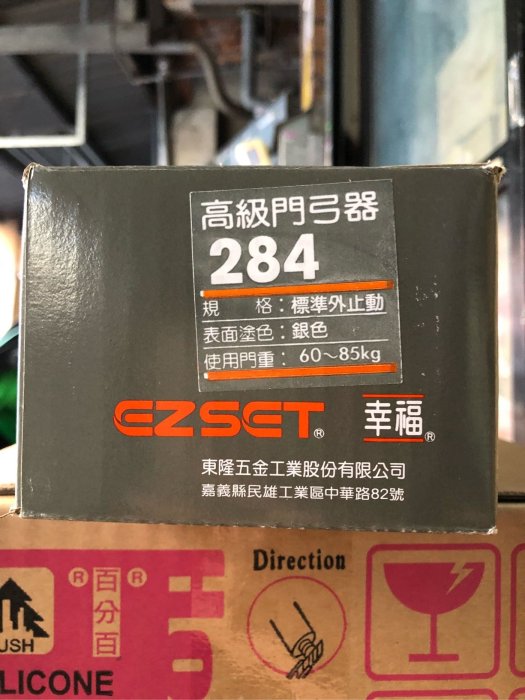 高級門弓器
284
規 格：標準外止動
表面塗色：銀色
使用門重：60～85kg
EZSET® 幸福®
東隆五金工業股份有限公司
嘉義縣民雄工業區中華路82號
Direction
®百分百®
USH
LICONE